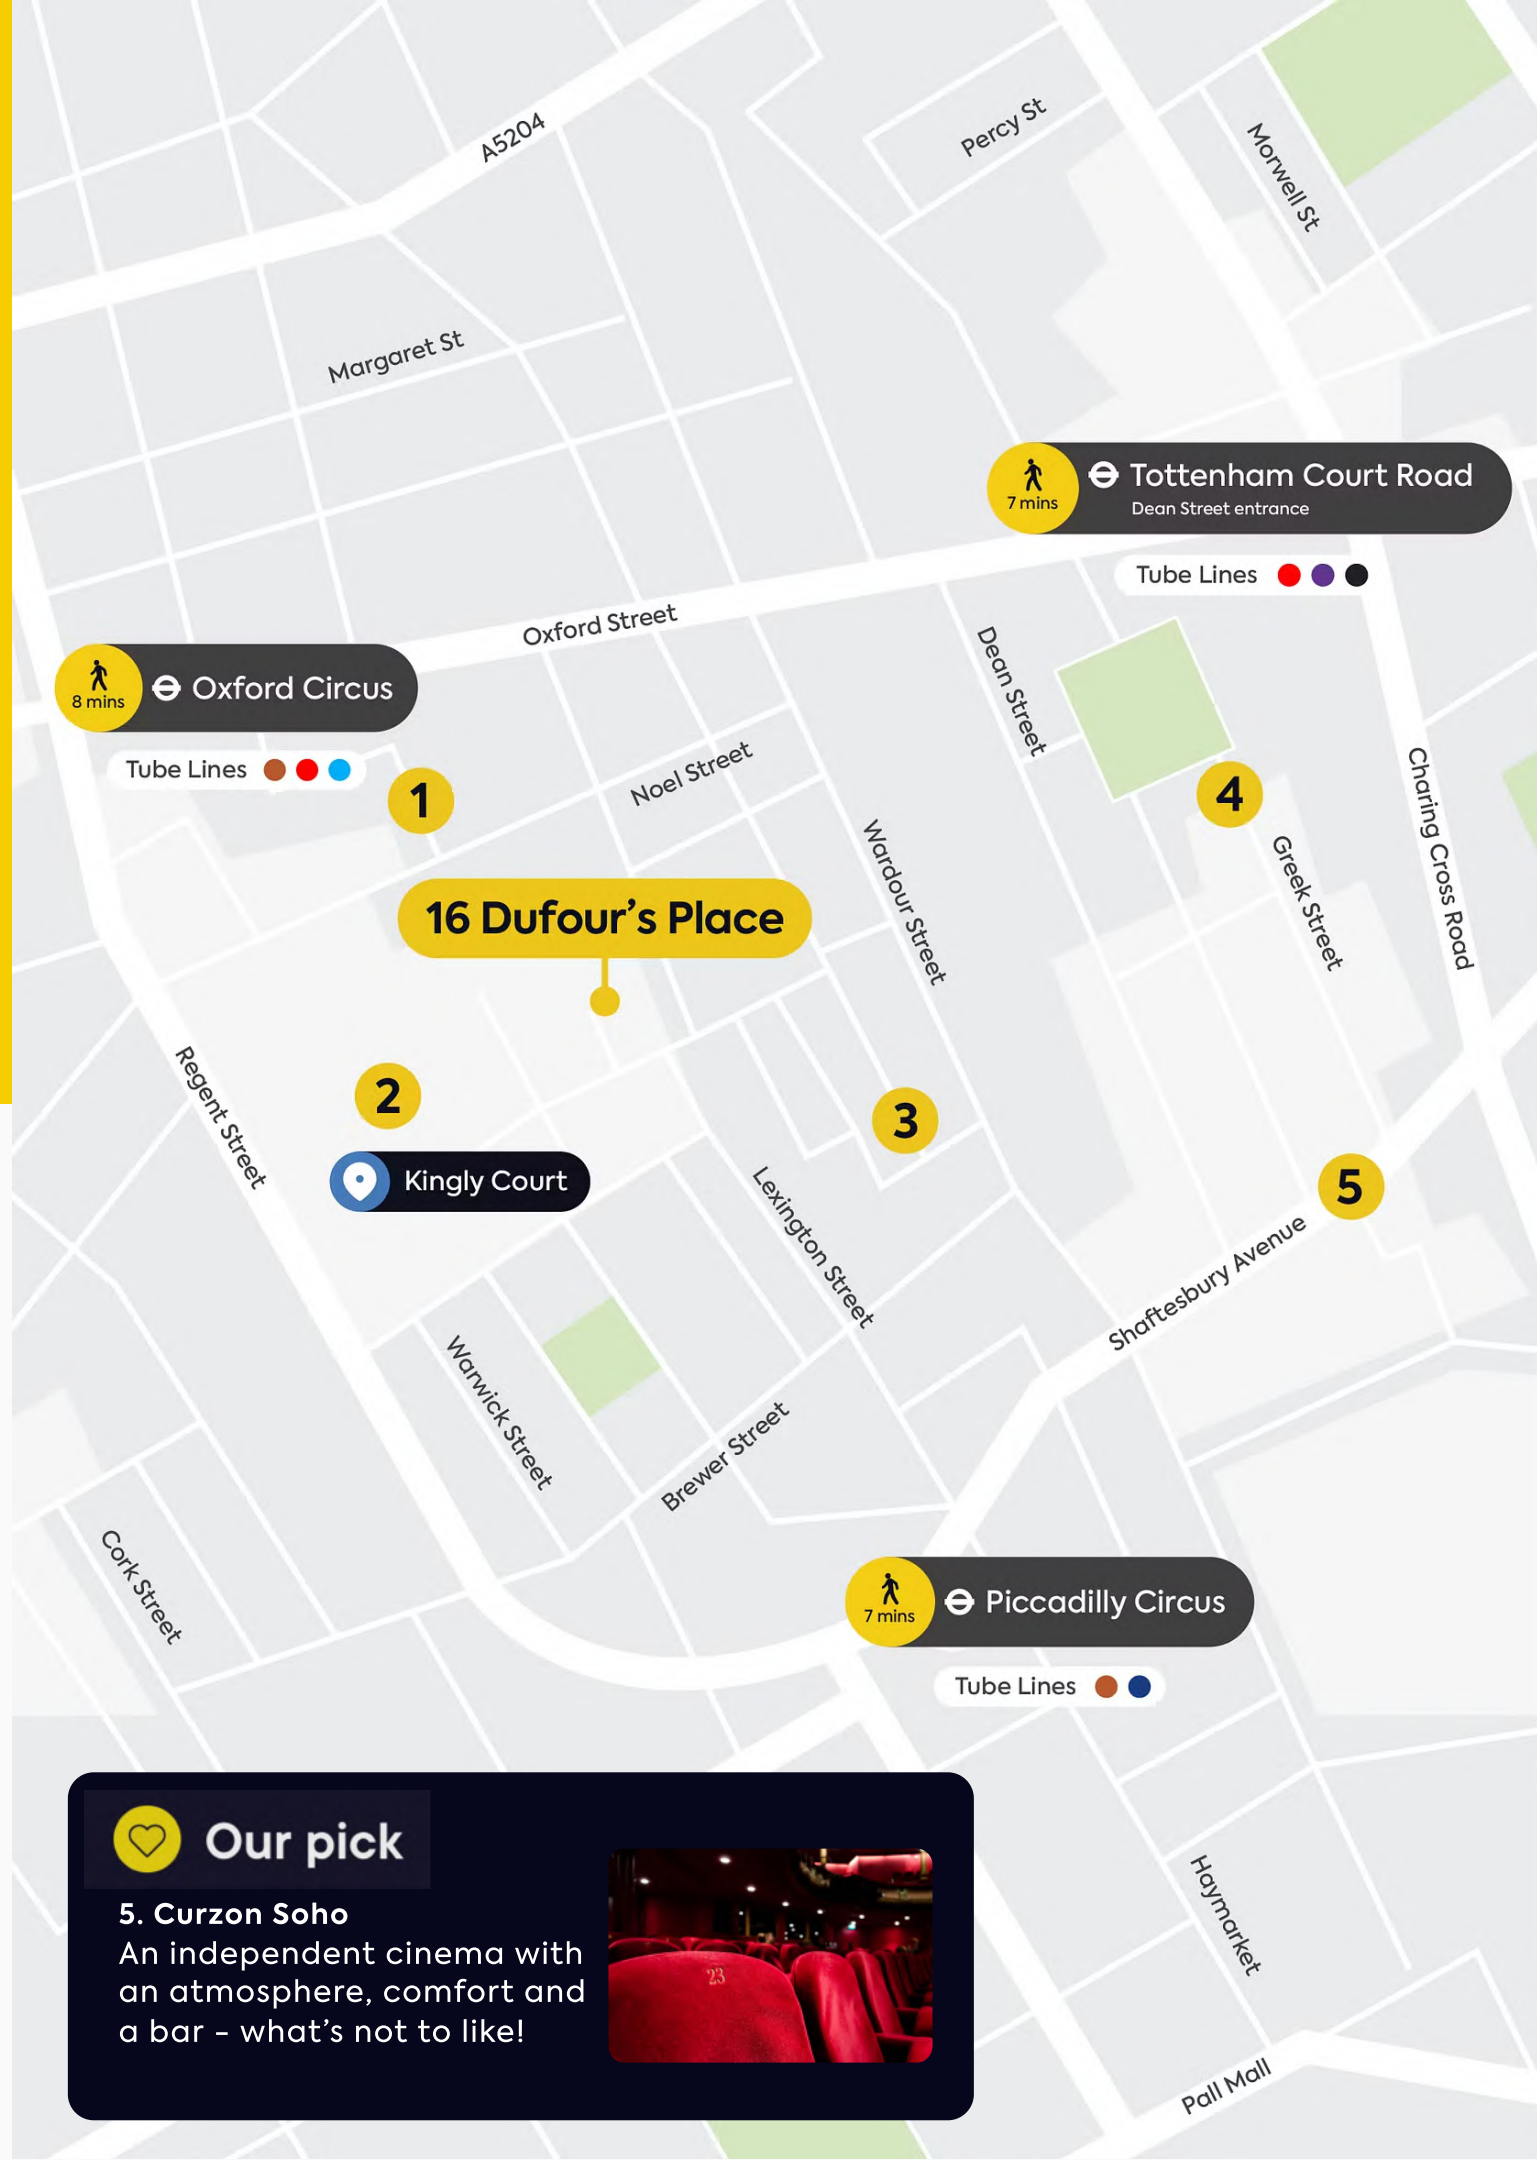 A5204
Percy St
Morwell St
Margaret St
7 mins
Tottenham Court Road
Dean Street entrance
Tube Lines
Oxford Street
8 mins
Oxford Circus
Tube Lines
Dean Street
Noel Street
1
4
Charing Cross Road
Wardour Street
Greek Street
16 Dufour's Place
Regent Street
2
3
Kingly Court
5
Lexington Street
Shaftesbury Avenue
Warwick Street
Brewer Street
Cork Street
7 mins
Piccadilly Circus
Tube Lines
Our pick
5. Curzon Soho
An independent cinema with
an atmosphere, comfort and
a bar - what's not to like!
23
Haymarket
Pall Mall